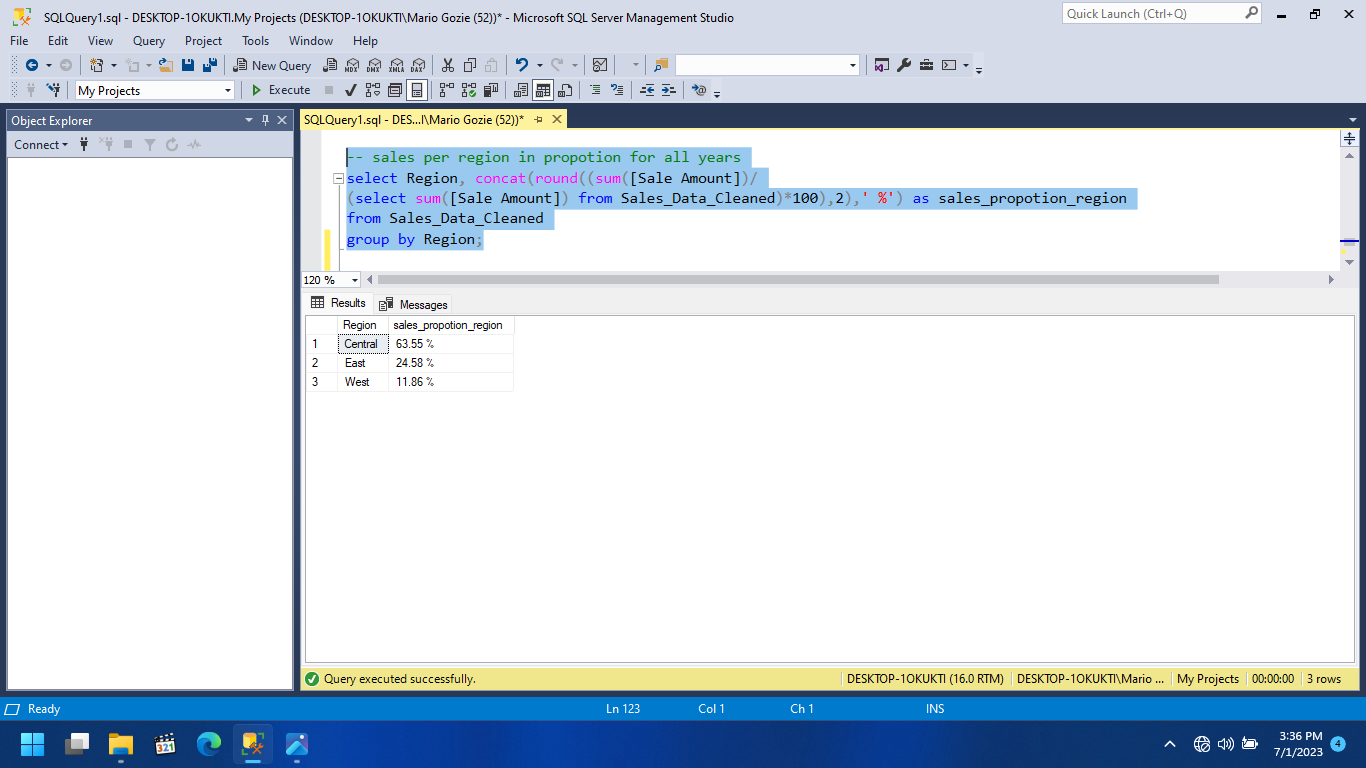 SQLQuery1.sql - DESKTOP-1OKUKTI.My Projects (DESKTOP-1OKUKTI\Mario Gozie (52))* - Microsoft SQL Server Management Studio
Quick Launch (Ctrl+Q)
File Edit View Query Project Tools Window Help
New Query MDX DMX XMLA DAX
My Projects Execute
Object Explorer
SQLQuery1.sql - DES...I\Mario Gozie (52))*
Connect
-- sales per region in propotion for all years
select Region, concat(round((sum([Sale Amount])/
(select sum([Sale Amount]) from Sales_Data_Cleaned)*100),2),' %') as sales_propotion_region
from Sales_Data_Cleaned
group by Region;
120 %
Results Messages
Region sales_propotion_region
1 Central 63.55 %
2 East 24.58 %
3 West 11.86 %
Query executed successfully. DESKTOP-1OKUKTI (16.0 RTM) DESKTOP-1OKUKTI\Mario ... My Projects 00:00:00 3 rows
Ready Ln 123 Col 1 Ch 1 INS
321
3:36 PM
7/1/2023
4